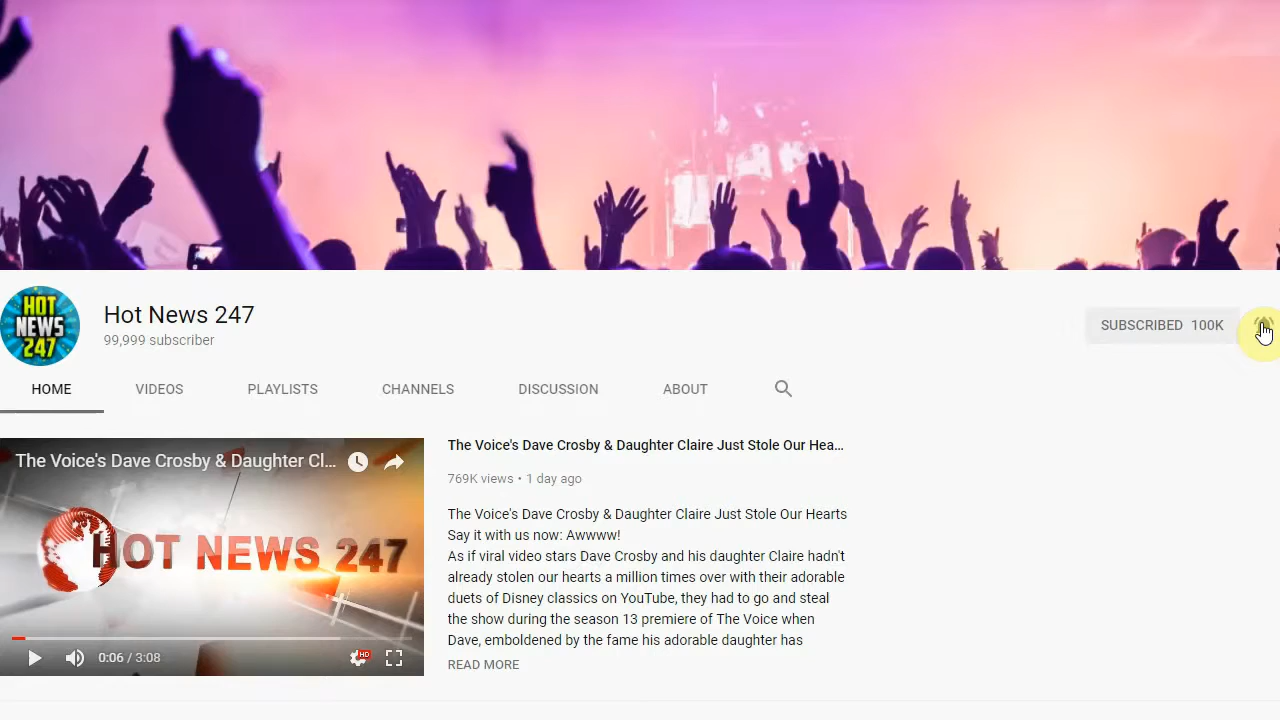 HOT
NEWS
247
Hot News 247
99,999 subscriber
SUBSCRIBED 100K
HOME VIDEOS PLAYLISTS CHANNELS DISCUSSION ABOUT
The Voice's Dave Crosby & Daughter Cl...
HOT NEWS 247
0:06 / 3:08
HD
The Voice's Dave Crosby & Daughter Claire Just Stole Our Hea...
769K views • 1 day ago
The Voice's Dave Crosby & Daughter Claire Just Stole Our Hearts
Say it with us now: Awwww!
As if viral video stars Dave Crosby and his daughter Claire hadn't
already stolen our hearts a million times over with their adorable
duets of Disney classics on YouTube, they had to go and steal
the show during the season 13 premiere of The Voice when
Dave, emboldened by the fame his adorable daughter has
READ MORE